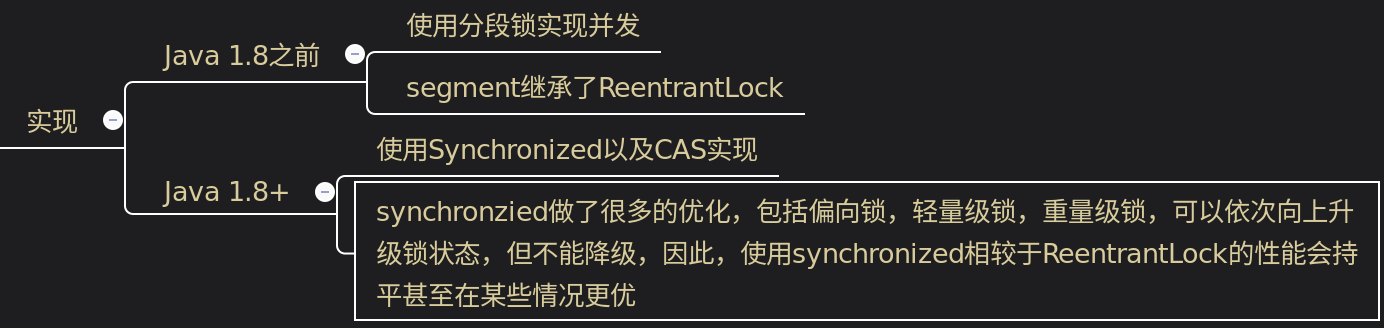 使用分段锁实现并发
Java 1.8之前
segment继承了ReentrantLock
实现
使用Synchronized以及CAS实现
Java 1.8+
synchronzied做了很多的优化，包括偏向锁，轻量级锁，重量级锁，可以依次向上升
级锁状态，但不能降级，因此，使用synchronized相较于ReentrantLock的性能会持
平甚至在某些情况更优